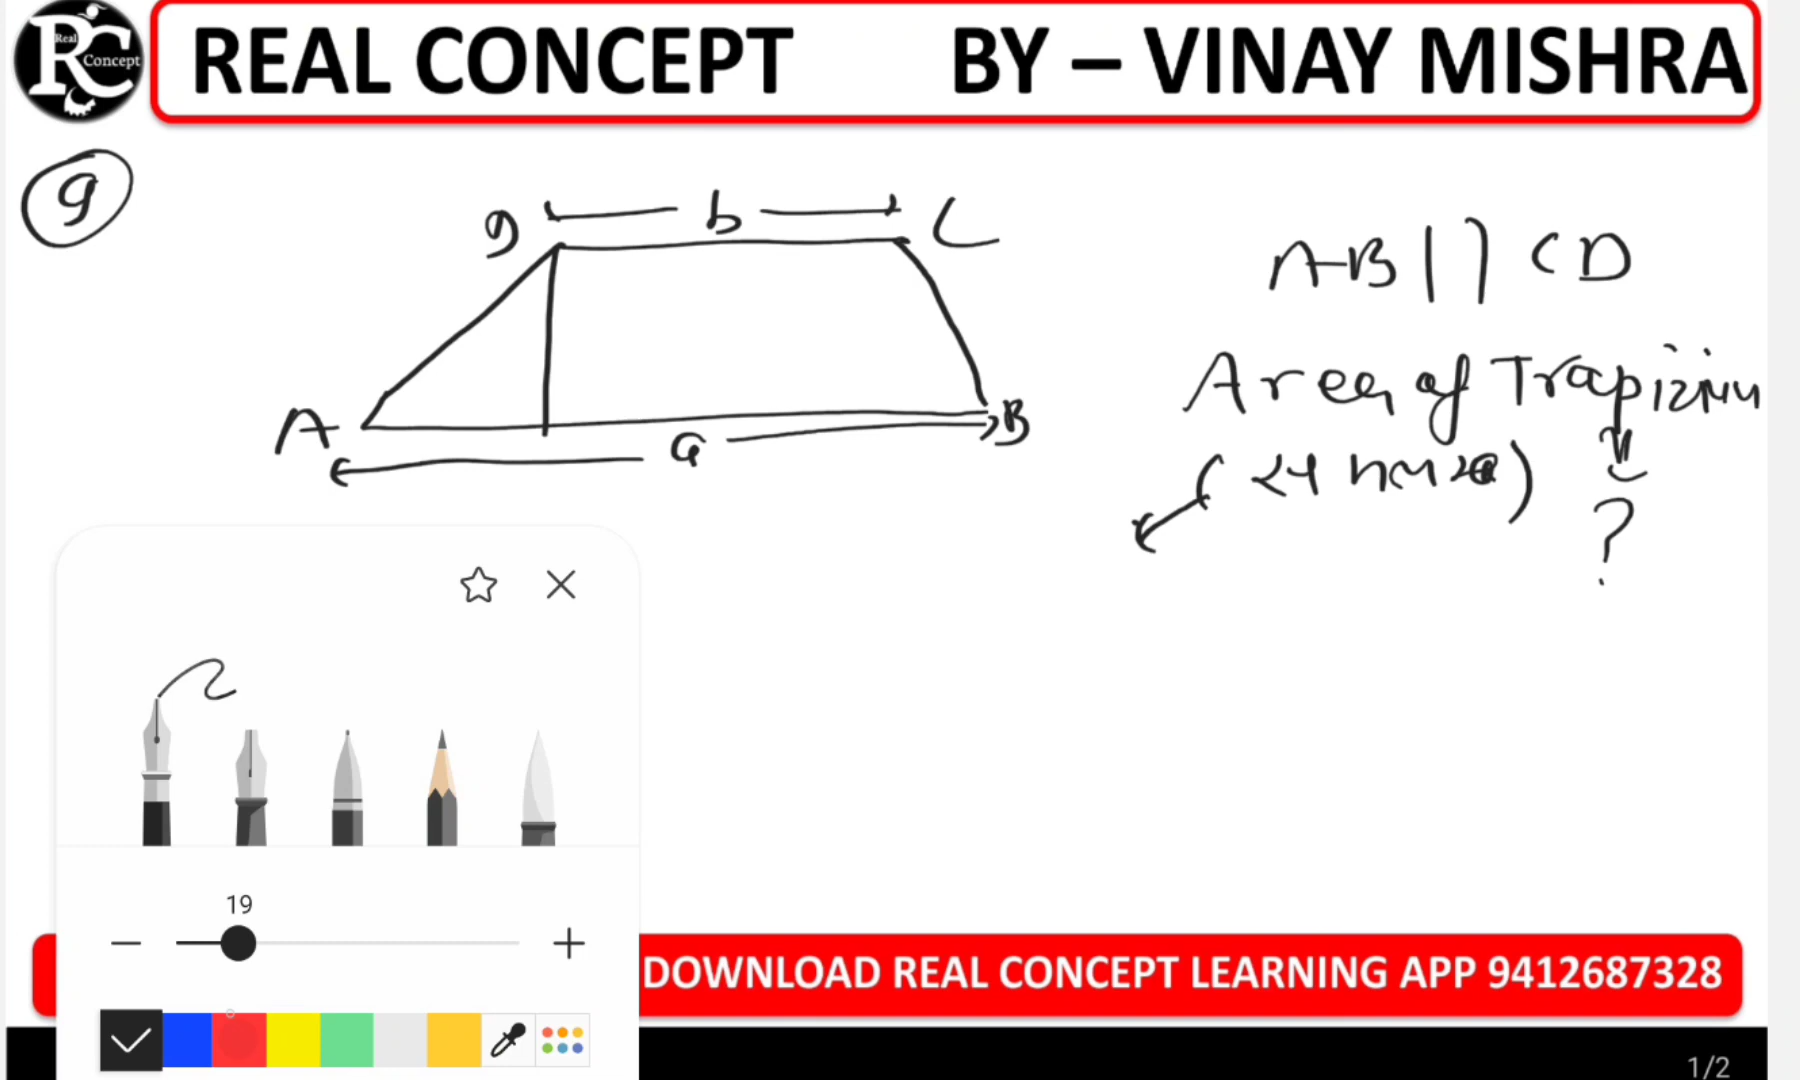 Real
Concept
REAL CONCEPT BY – VINAY MISHRA
9
D b C
AB || CD
Area of Trapizium
A a B
?
19
DOWNLOAD REAL CONCEPT LEARNING APP 9412687328
1/2